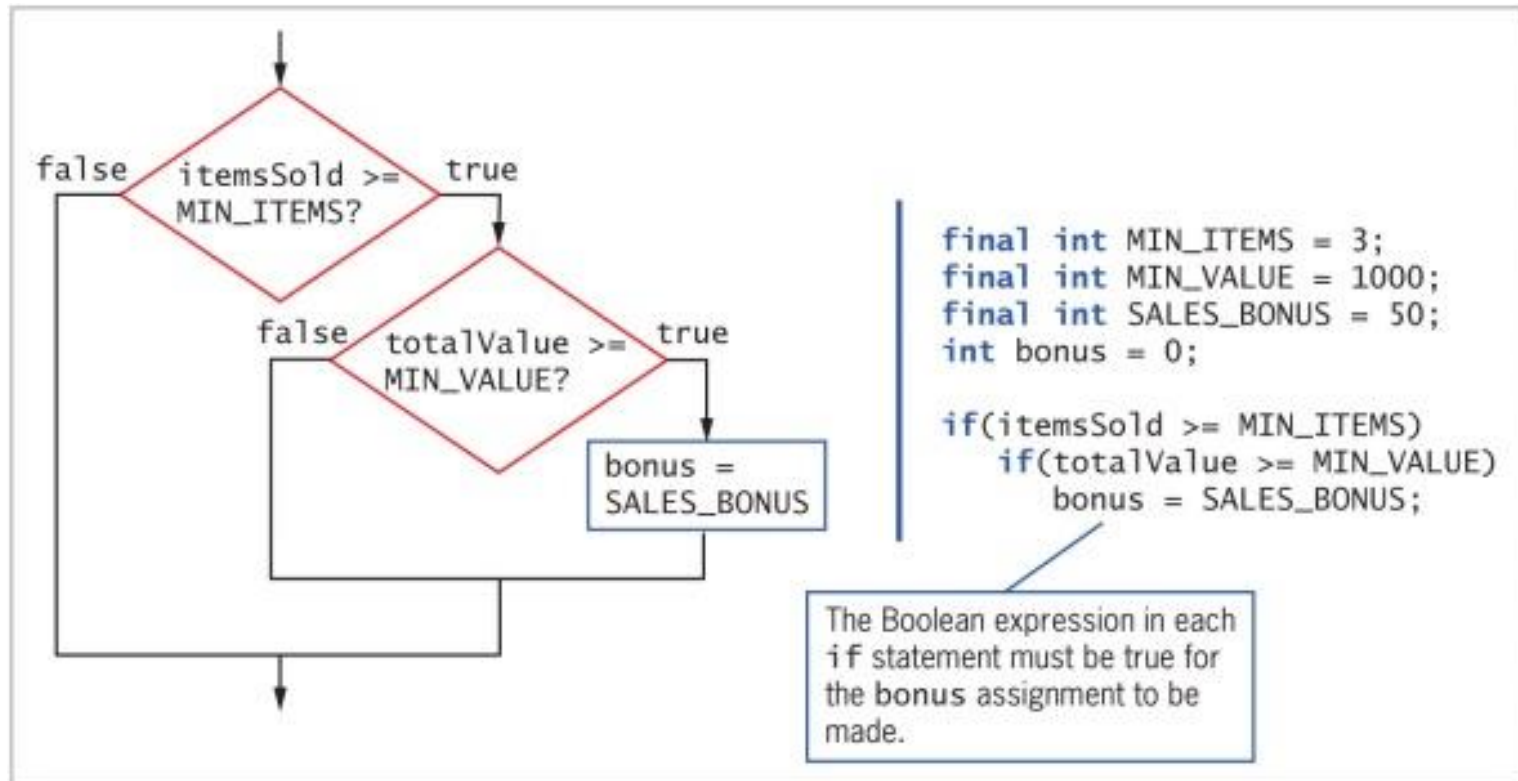 false
itemsSold >=
MIN_ITEMS?
true
false
totalValue >=
MIN_VALUE?
true
bonus =
SALES_BONUS
final int MIN_ITEMS = 3;
final int MIN_VALUE = 1000;
final int SALES_BONUS = 50;
int bonus = 0;
if(itemsSold >= MIN_ITEMS)
if(totalValue >= MIN_VALUE)
bonus = SALES_BONUS;
The Boolean expression in each
if statement must be true for
the bonus assignment to be
made.